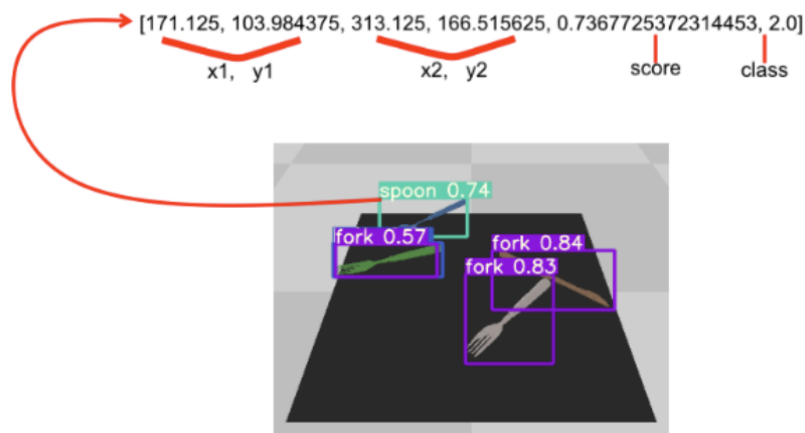 [171.125, 103.984375, 313.125, 166.515625, 0.7367725372314453, 2.0]
x1, y1 x2, y2 score class
spoon 0.74
fork 0.57 fork 0.84
fork 0.83